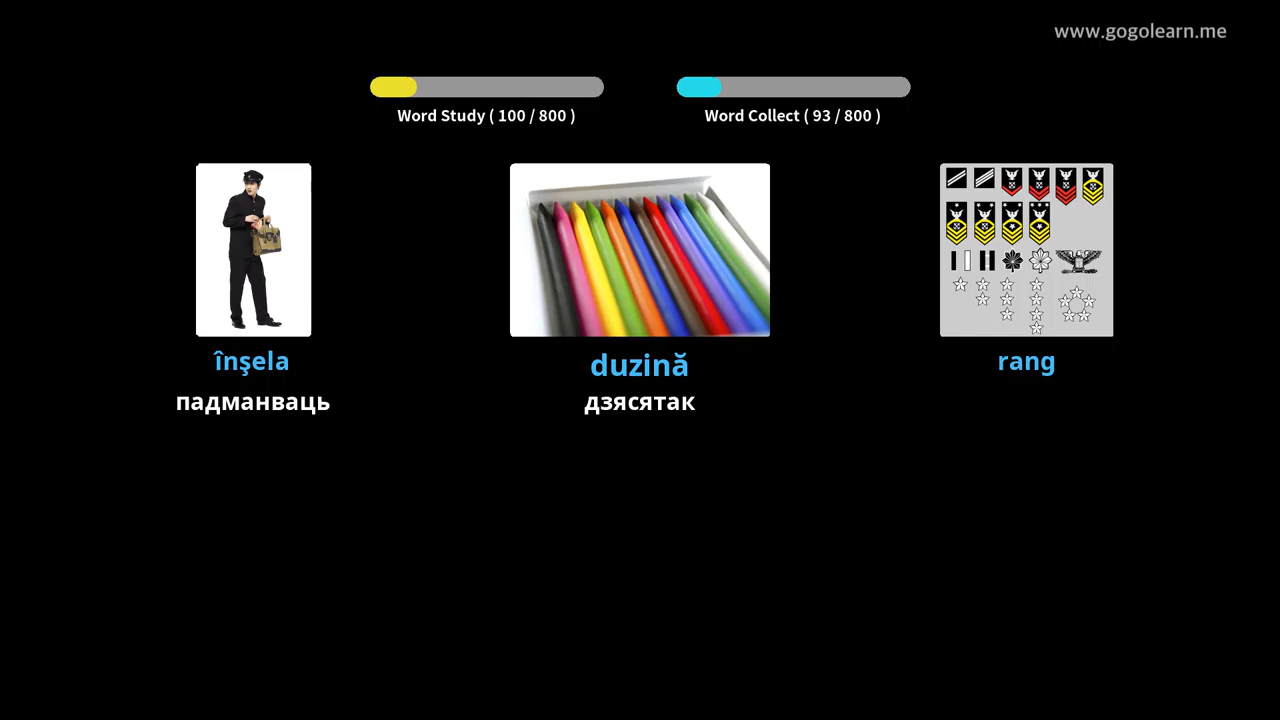 www.gogolearn.me
Word Study ( 100 / 800 )
Word Collect ( 93 / 800 )
înşela
duzină
rang
падманваць
дзясятак